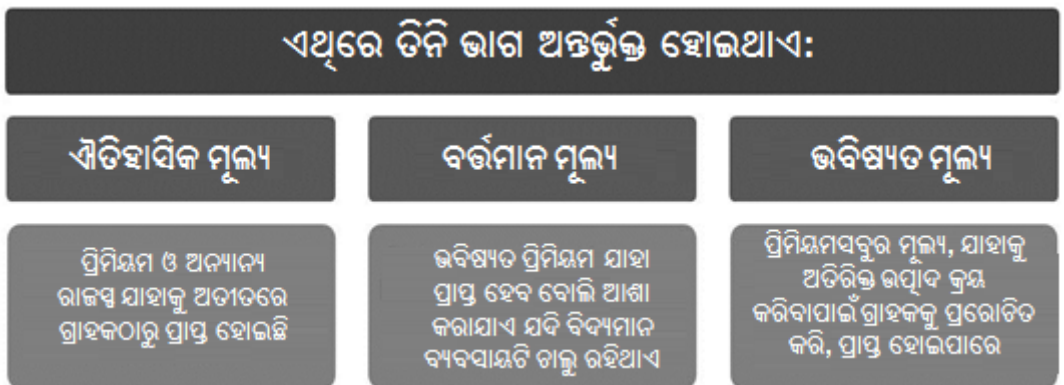 ଏଥିରେ ତିନି ଭାଗ ଅନ୍ତର୍ଭୁକ୍ତ ହୋଇଥାଏ:
ଐତିହାସିକ ମୂଲ୍ୟ
ପ୍ରିମିୟମ ଓ ଅନ୍ୟାନ୍ୟ
ରାଜସ୍ୱ ଯାହାକୁ ଅତୀତରେ
ଗ୍ରାହକଠାରୁ ପ୍ରାପ୍ତ ହୋଇଛି
ବର୍ତ୍ତମାନ ମୂଲ୍ୟ
ଭବିଷ୍ୟତ ପ୍ରିମିୟମ ଯାହା
ପ୍ରାପ୍ତ ହେବ ବୋଲି ଆଶା
କରାଯାଏ ଯଦି ବିଦ୍ୟମାନ
ବ୍ୟବସାୟଟି ଚାଲୁ ରହିଥାଏ
ଭବିଷ୍ୟତ ମୂଲ୍ୟ
ପ୍ରିମିୟମସବୁର ମୂଲ୍ୟ, ଯାହାକୁ
ଅତିରିକ୍ତ ଉତ୍ପାଦ କ୍ରୟ
କରିବାପାଇଁ ଗ୍ରାହକକୁ ପ୍ରରୋଚିତ
କରି, ପ୍ରାପ୍ତ ହୋଇପାରେ